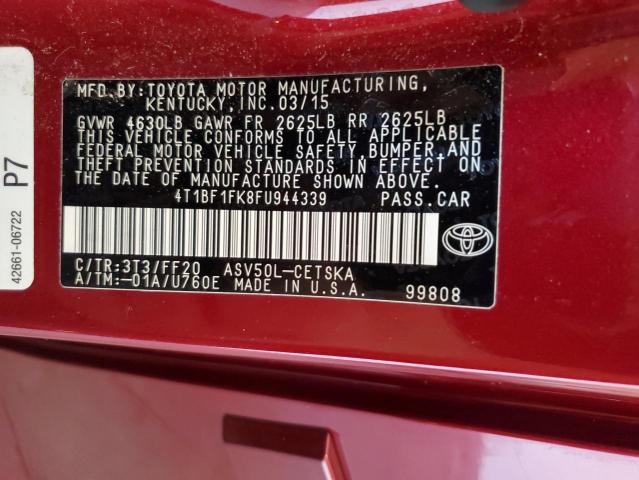 MFD.BY:TOYOTA MOTOR MANUFACTURING,
KENTUCKY,INC.03/15
GVWR 4630LB GAWR FR 2625LB RR 2625LB
THIS VEHICLE CONFORMS TO ALL APPLICABLE
FEDERAL MOTOR VEHICLE SAFETY, BUMPER AND
THEFT PREVENTION STANDARDS IN EFFECT ON
THE DATE OF MANUFACTURE SHOWN ABOVE.
4T1BF1FK8FU944339 PASS.CAR
C/TR:3T3/FF20 ASV50L-CETSKA
A/TM:-01A/U760E MADE IN U.S.A. 99808
42661-06722 P7